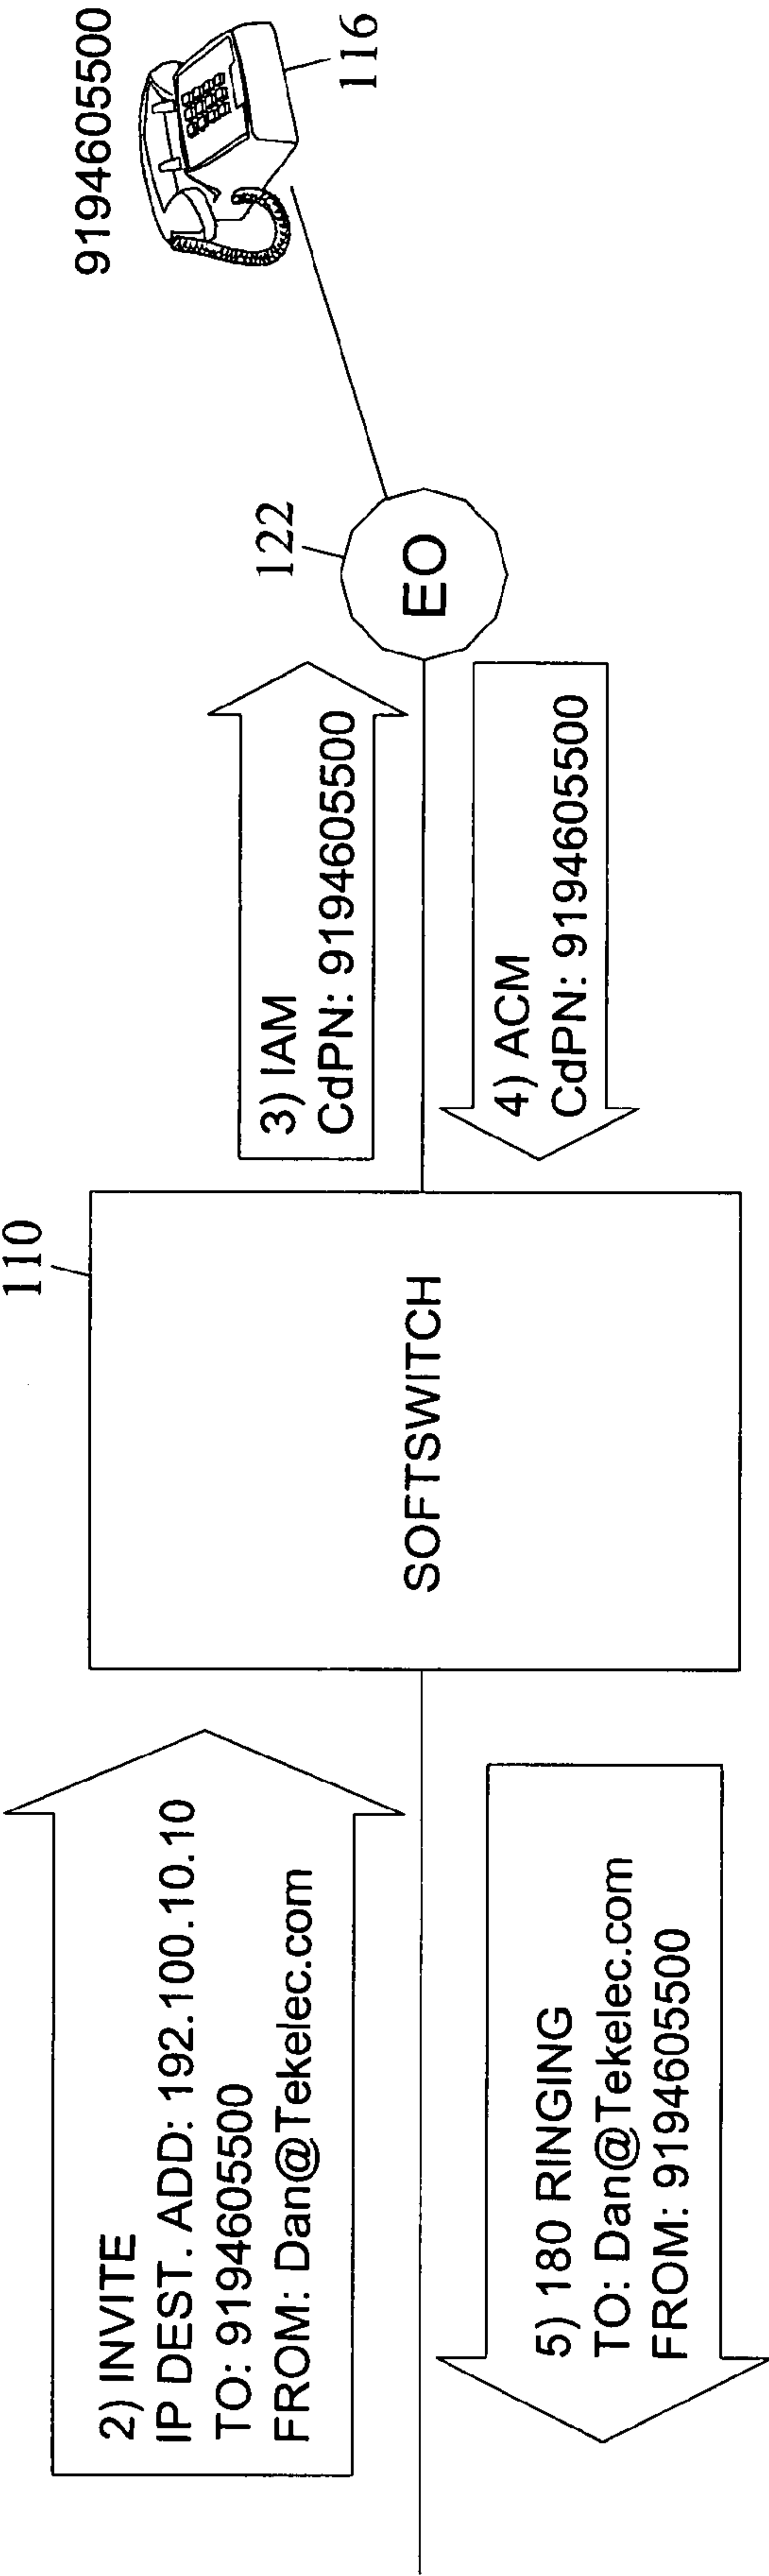 2) INVITE
IP DEST. ADD: 192.100.10.10
TO: 9194605500
FROM: Dan@Tekelec.com
5) 180 RINGING
TO: Dan@Tekelec.com
FROM: 9194605500
110
SOFTSWITCH
3) IAM
CdPN: 9194605500
4) ACM
CdPN: 9194605500
122
EO
9194605500
116